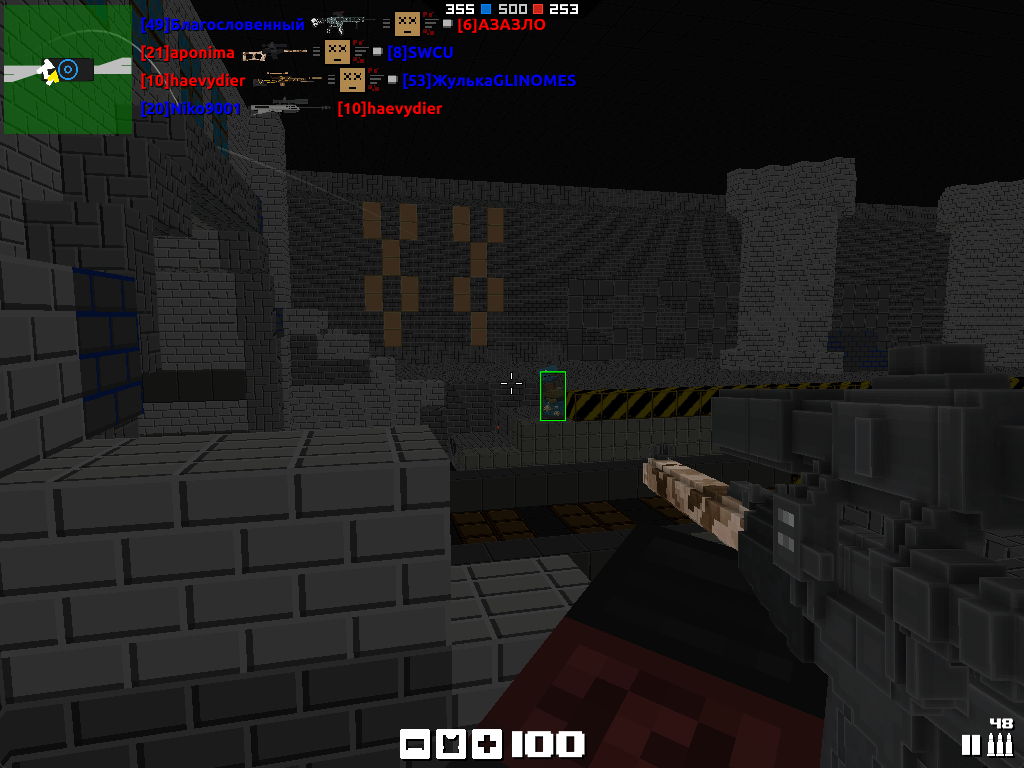 355 500 253
[49]Благословенный [6]АЗАЗЛО
[21]aponima [8]SWCU
[10]haevydier [53]ЖулькаGLINOMES
[20]Niko9001 [10]haevydier
48
100